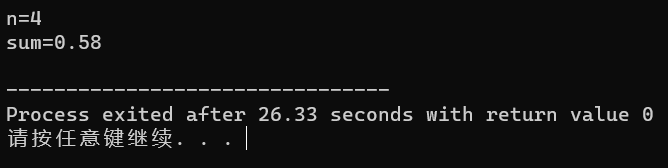 n=4
sum=0.58
--------------------------------
Process exited after 26.33 seconds with return value 0
请按任意键继续. . .